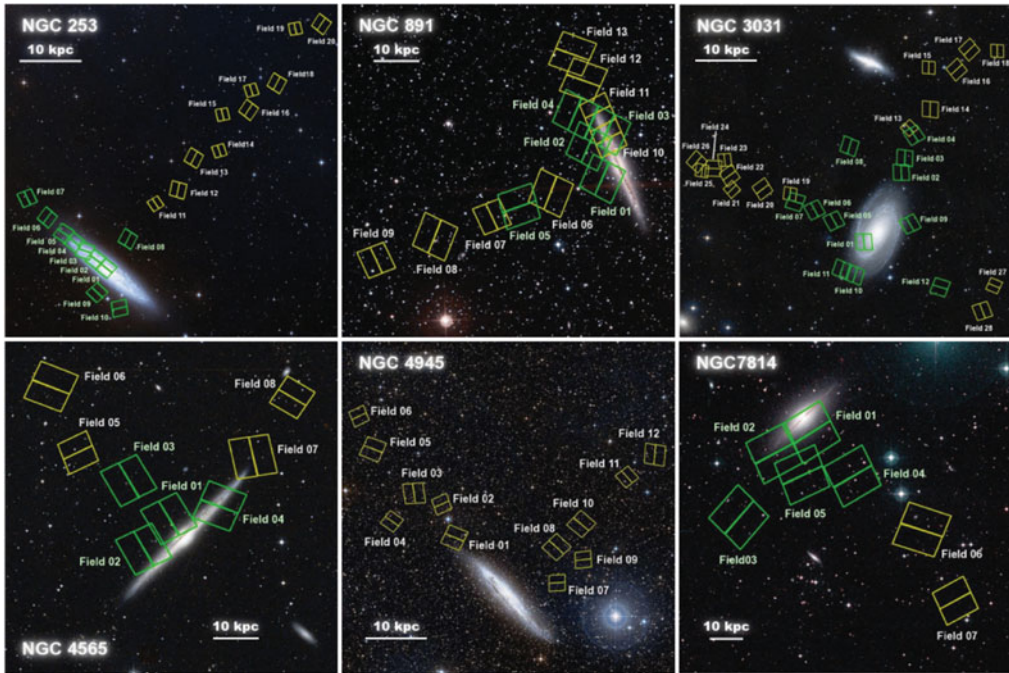 NGC 253
10 kpc
Field 19
Field 20
Field 17
Field18
Field 15
Field 16
Field14
Field 13
Field 12
Field 11
Field 07
Field 06
Field 05
Field 04
Field 03
Field 02
Field 01
Field 08
Field 09
Field 10
NGC 891
10 kpc
Field 13
Field 12
Field 11
Field 04
Field 03
Field 02
Field 10
Field 01
Field 06
Field 05
Field 07
Field 09
Field 08
NGC 3031
10 kpc
Field 17
Field 15
Field 18
Field 16
Field 14
Field 13
Field 24
Field 04
Field 26
Field 23
Field 08
Field 03
Field 22
Field 02
Field 25
Field 19
Field 21
Field 20
Field 07
Field 06
Field 05
Field 09
Field 01
Field 11
Field 10
Field 12
Field 27
Field 28
Field 06
Field 08
Field 05
Field 03
Field 07
Field 01
Field 04
Field 02
10 kpc
NGC 4565
NGC 4945
Field 06
Field 05
Field 12
Field 11
Field 03
Field 02
Field 10
Field 04
Field 01
Field 08
Field 09
Field 07
10 kpc
NGC7814
Field 01
Field 02
Field 04
Field 05
Field03
Field 06
Field 07
10 kpc